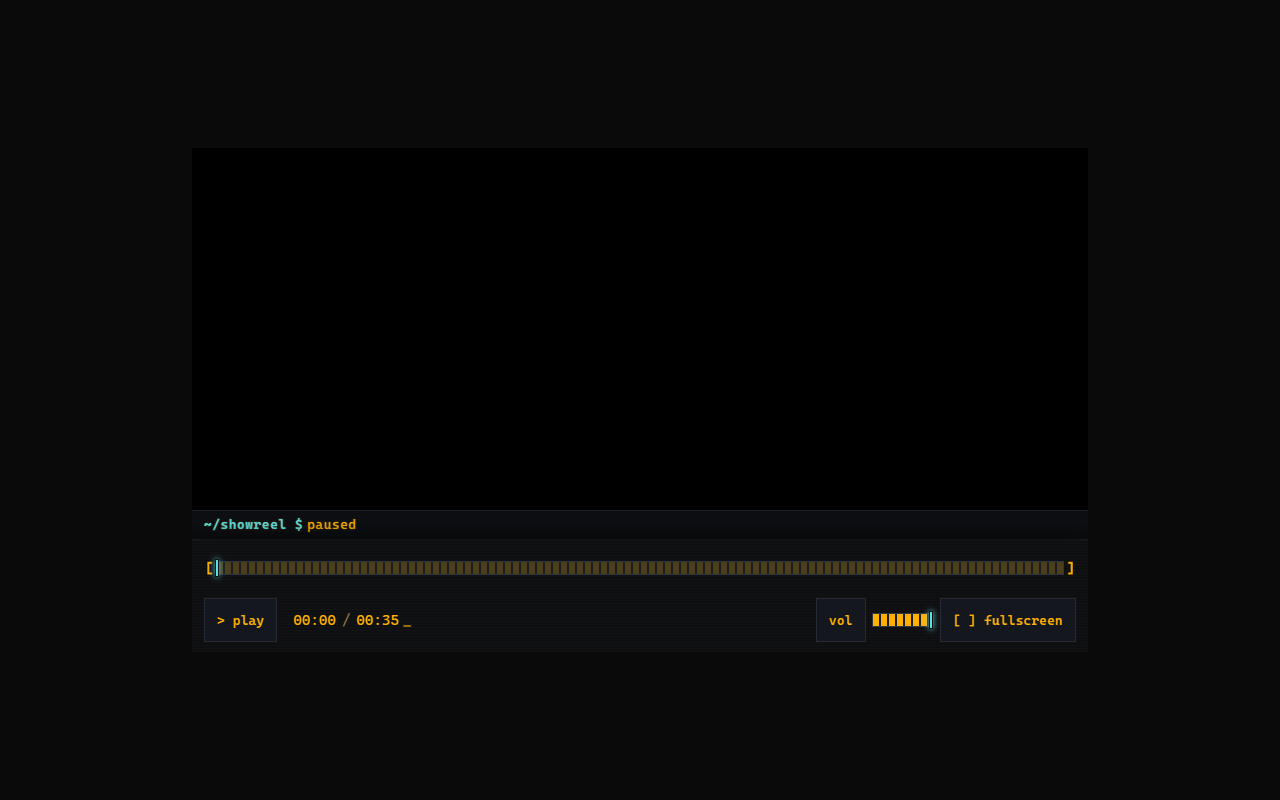 ~/showreel $ paused
[ ]
> play 00:00 / 00:35 _ vol [ ] fullscreen